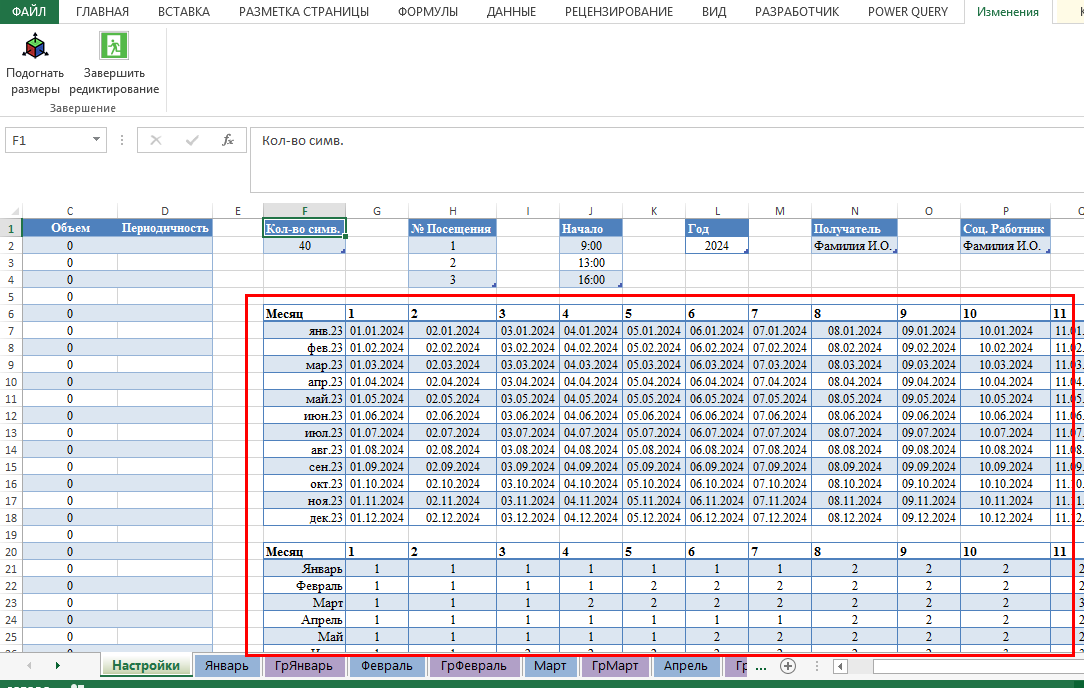 ФАЙЛ ГЛАВНАЯ ВСТАВКА РАЗМЕТКА СТРАНИЦЫ ФОРМУЛЫ ДАННЫЕ РЕЦЕНЗИРОВАНИЕ ВИД РАЗРАБОТЧИК POWER QUERY Изменения
Подогнать размеры
Завершить редактирование
Завершение
F1 fx Кол-во симв.
C D E F G H I J K L M N O P
1 Объем Периодичность Кол-во симв. № Посещения Начало Год Получатель Соц. Работник
2 0 40 1 9:00 2024 Фамилия И.О. Фамилия И.О.
3 0 2 13:00
4 0 3 16:00
5 0
6 0 Месяц 1 2 3 4 5 6 7 8 9 10 11
7 0 янв.23 01.01.2024 02.01.2024 03.01.2024 04.01.2024 05.01.2024 06.01.2024 07.01.2024 08.01.2024 09.01.2024 10.01.2024
8 0 фев.23 01.02.2024 02.02.2024 03.02.2024 04.02.2024 05.02.2024 06.02.2024 07.02.2024 08.02.2024 09.02.2024 10.02.2024
9 0 мар.23 01.03.2024 02.03.2024 03.03.2024 04.03.2024 05.03.2024 06.03.2024 07.03.2024 08.03.2024 09.03.2024 10.03.2024
10 0 апр.23 01.04.2024 02.04.2024 03.04.2024 04.04.2024 05.04.2024 06.04.2024 07.04.2024 08.04.2024 09.04.2024 10.04.2024
11 0 май.23 01.05.2024 02.05.2024 03.05.2024 04.05.2024 05.05.2024 06.05.2024 07.05.2024 08.05.2024 09.05.2024 10.05.2024
12 0 июн.23 01.06.2024 02.06.2024 03.06.2024 04.06.2024 05.06.2024 06.06.2024 07.06.2024 08.06.2024 09.06.2024 10.06.2024
13 0 июл.23 01.07.2024 02.07.2024 03.07.2024 04.07.2024 05.07.2024 06.07.2024 07.07.2024 08.07.2024 09.07.2024 10.07.2024
14 0 авг.23 01.08.2024 02.08.2024 03.08.2024 04.08.2024 05.08.2024 06.08.2024 07.08.2024 08.08.2024 09.08.2024 10.08.2024
15 0 сен.23 01.09.2024 02.09.2024 03.09.2024 04.09.2024 05.09.2024 06.09.2024 07.09.2024 08.09.2024 09.09.2024 10.09.2024
16 0 окт.23 01.10.2024 02.10.2024 03.10.2024 04.10.2024 05.10.2024 06.10.2024 07.10.2024 08.10.2024 09.10.2024 10.10.2024
17 0 ноя.23 01.11.2024 02.11.2024 03.11.2024 04.11.2024 05.11.2024 06.11.2024 07.11.2024 08.11.2024 09.11.2024 10.11.2024
18 0 дек.23 01.12.2024 02.12.2024 03.12.2024 04.12.2024 05.12.2024 06.12.2024 07.12.2024 08.12.2024 09.12.2024 10.12.2024
19 0
20 0 Месяц 1 2 3 4 5 6 7 8 9 10 11
21 0 Январь 1 1 1 1 1 1 1 2 2 2 2
22 0 Февраль 1 1 1 1 2 2 2 2 2 2 2
23 0 Март 1 1 1 2 2 2 2 2 2 2 3
24 0 Апрель 1 1 1 1 1 1 1 2 2 2 2
25 0 Май 1 1 1 1 1 2 2 2 2 2 2
Настройки Январь ГрЯнварь Февраль ГрФевраль Март ГрМарт Апрель Гр ...